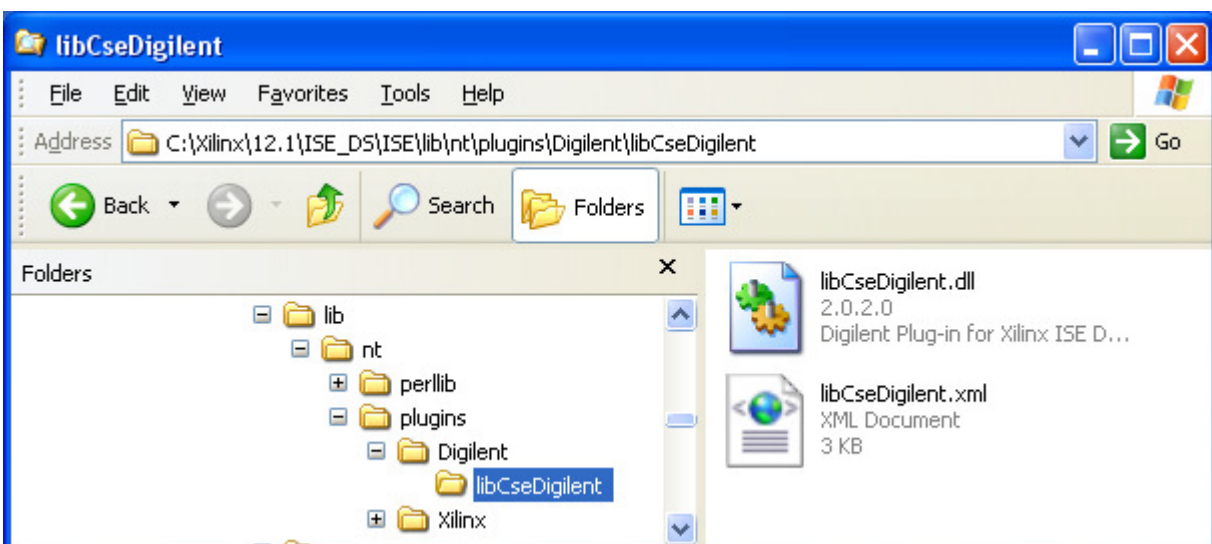 libCseDigilent
File Edit View Favorites Tools Help
Address C:\Xilinx\12.1\ISE_DS\ISE\lib\nt\plugins\Digilent\libCseDigilent Go
Back Search Folders
Folders
lib
nt
perllib
plugins
Digilent
libCseDigilent
Xilinx
libCseDigilent.dll
2.0.2.0
Digilent Plug-in for Xilinx ISE D...
libCseDigilent.xml
XML Document
3 KB